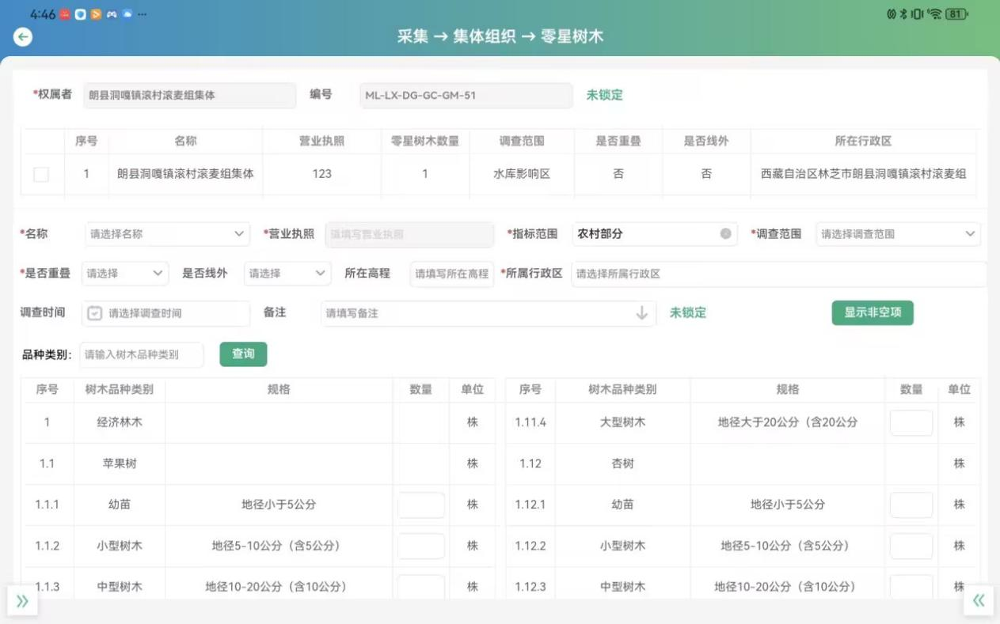 4:46 ··· 81
采集 → 集体组织 → 零星树木
*权属者 朗县洞嘎镇滚村滚麦组集体 编号 ML-LX-DG-GC-GM-51 未锁定
序号 名称 营业执照 零星树木数量 调查范围 是否重叠 是否线外 所在行政区
1 朗县洞嘎镇滚村滚麦组集体 123 1 水库影响区 否 否 西藏自治区林芝市朗县洞嘎镇滚村滚麦组
*名称 请选择名称 *营业执照 请填写营业执照 *指标范围 农村部分 *调查范围 请选择调查范围
*是否重叠 请选择 是否线外 请选择 所在高程 请填写所在高程 *所属行政区 请选择所属行政区
调查时间 请选择调查时间 备注 请填写备注 未锁定 显示非空项
品种类别: 请输入树木品种类别 查询
序号 树木品种类别 规格 数量 单位 序号 树木品种类别 规格 数量 单位
1 经济林木 株 1.11.4 大型树木 地径大于20公分（含20公分 株
1.1 苹果树 株 1.12 杏树 株
1.1.1 幼苗 地径小于5公分 株 1.12.1 幼苗 地径小于5公分 株
1.1.2 小型树木 地径5-10公分（含5公分） 株 1.12.2 小型树木 地径5-10公分（含5公分） 株
1.1.3 中型树木 地径10-20公分（含10公分） 株 1.12.3 中型树木 地径10-20公分（含10公分） 株